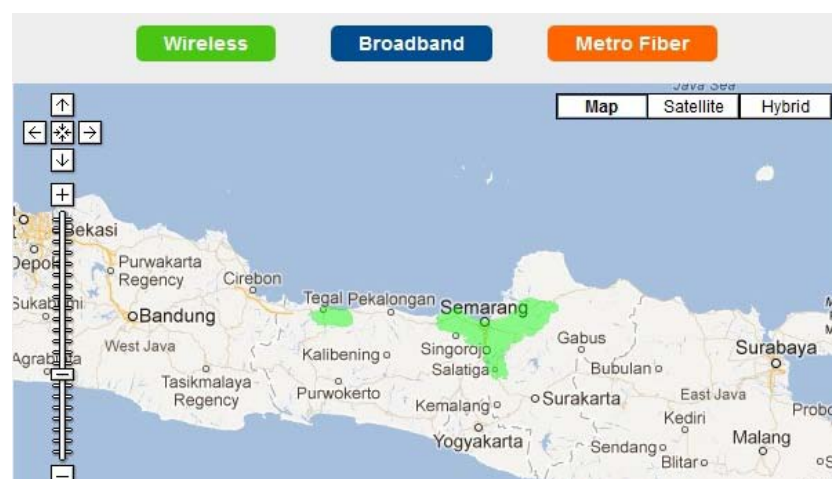 Wireless
Broadband
Metro Fiber
Java Sea
Map
Satellite
Hybrid
Bekasi
Depok
Purwakarta
Regency
Cirebon
Bandung
West Java
Tegal
Pekalongan
Semarang
Singorojo
Salatiga
Kalibening
Purwokerto
Tasikmalaya
Regency
Kemalang
Yogyakarta
Surakarta
Gabus
Bubulan
Surabaya
East Java
Kediri
Sendang
Blitar
Malang